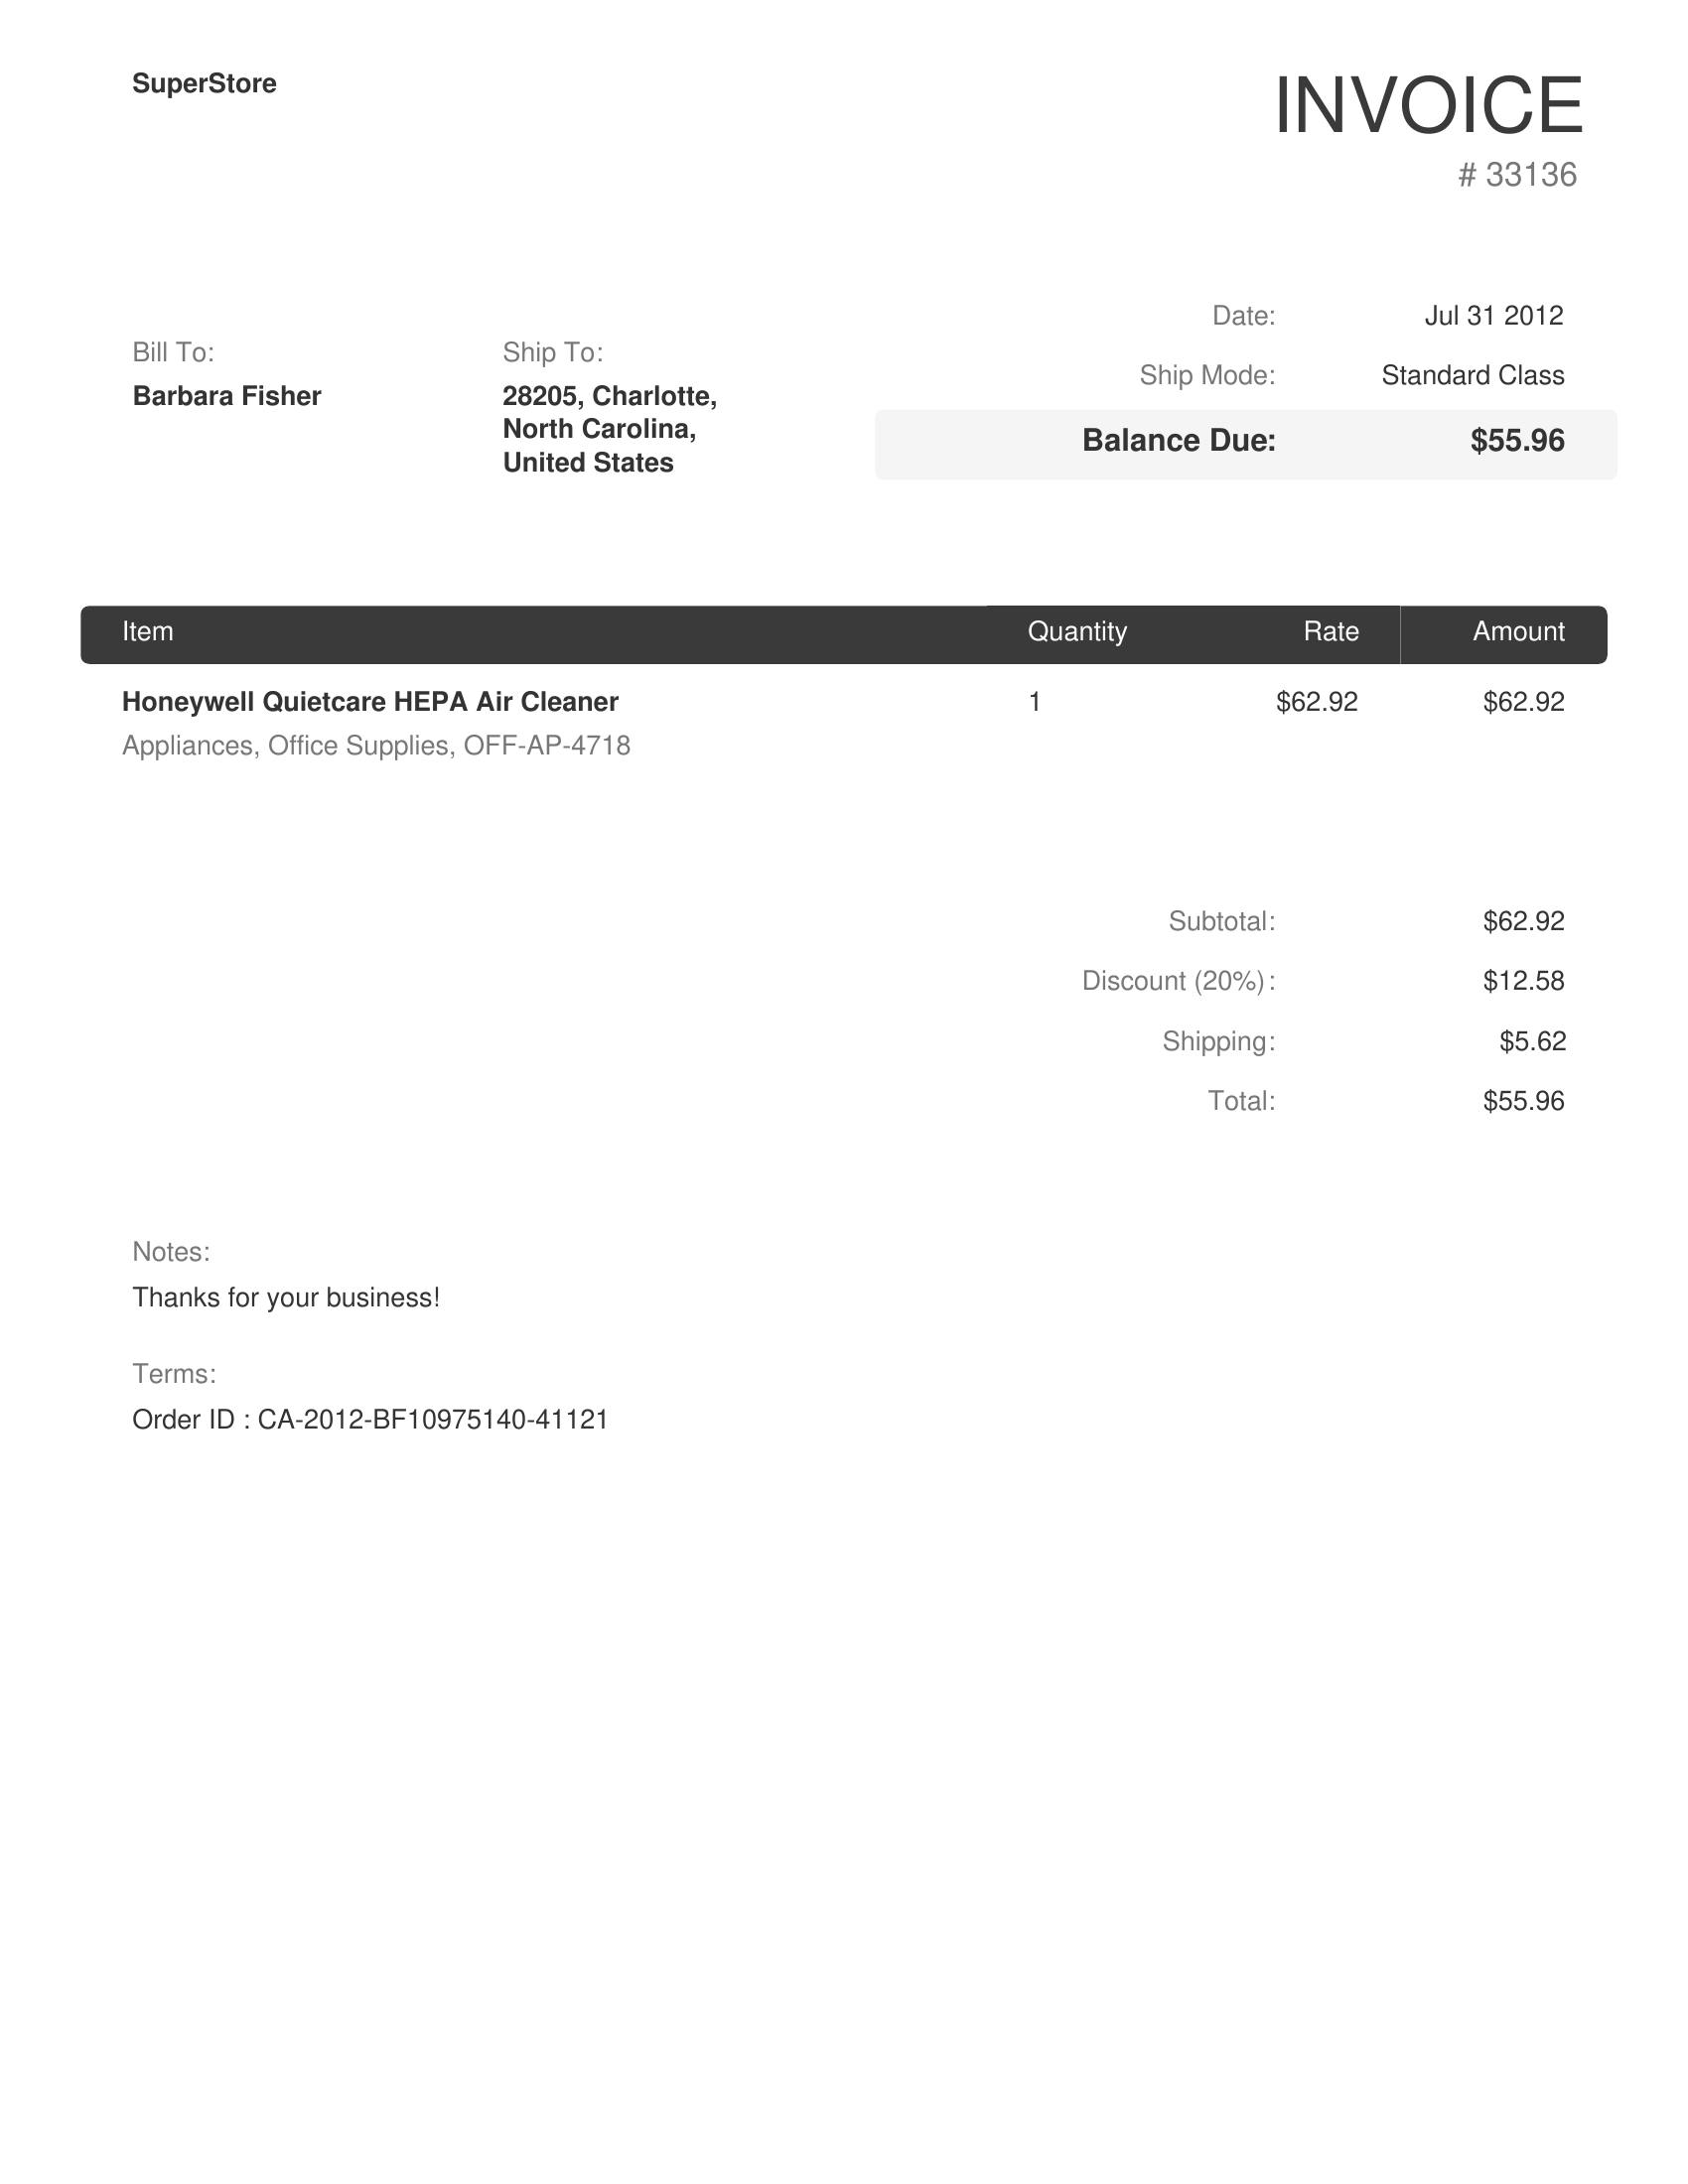 SuperStore
INVOICE
# 33136
Date: Jul 31 2012
Ship Mode: Standard Class
Balance Due: $55.96
Bill To:
Barbara Fisher
Ship To:
28205, Charlotte,
North Carolina,
United States
Item Quantity Rate Amount
Honeywell Quietcare HEPA Air Cleaner 1 $62.92 $62.92
Appliances, Office Supplies, OFF-AP-4718
Subtotal: $62.92
Discount (20%): $12.58
Shipping: $5.62
Total: $55.96
Notes:
Thanks for your business!
Terms:
Order ID : CA-2012-BF10975140-41121